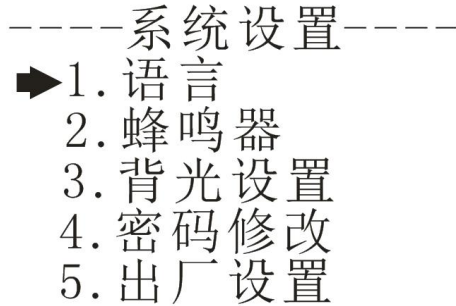 ----系统设置----
➡1.语言
2.蜂鸣器
3.背光设置
4.密码修改
5.出厂设置